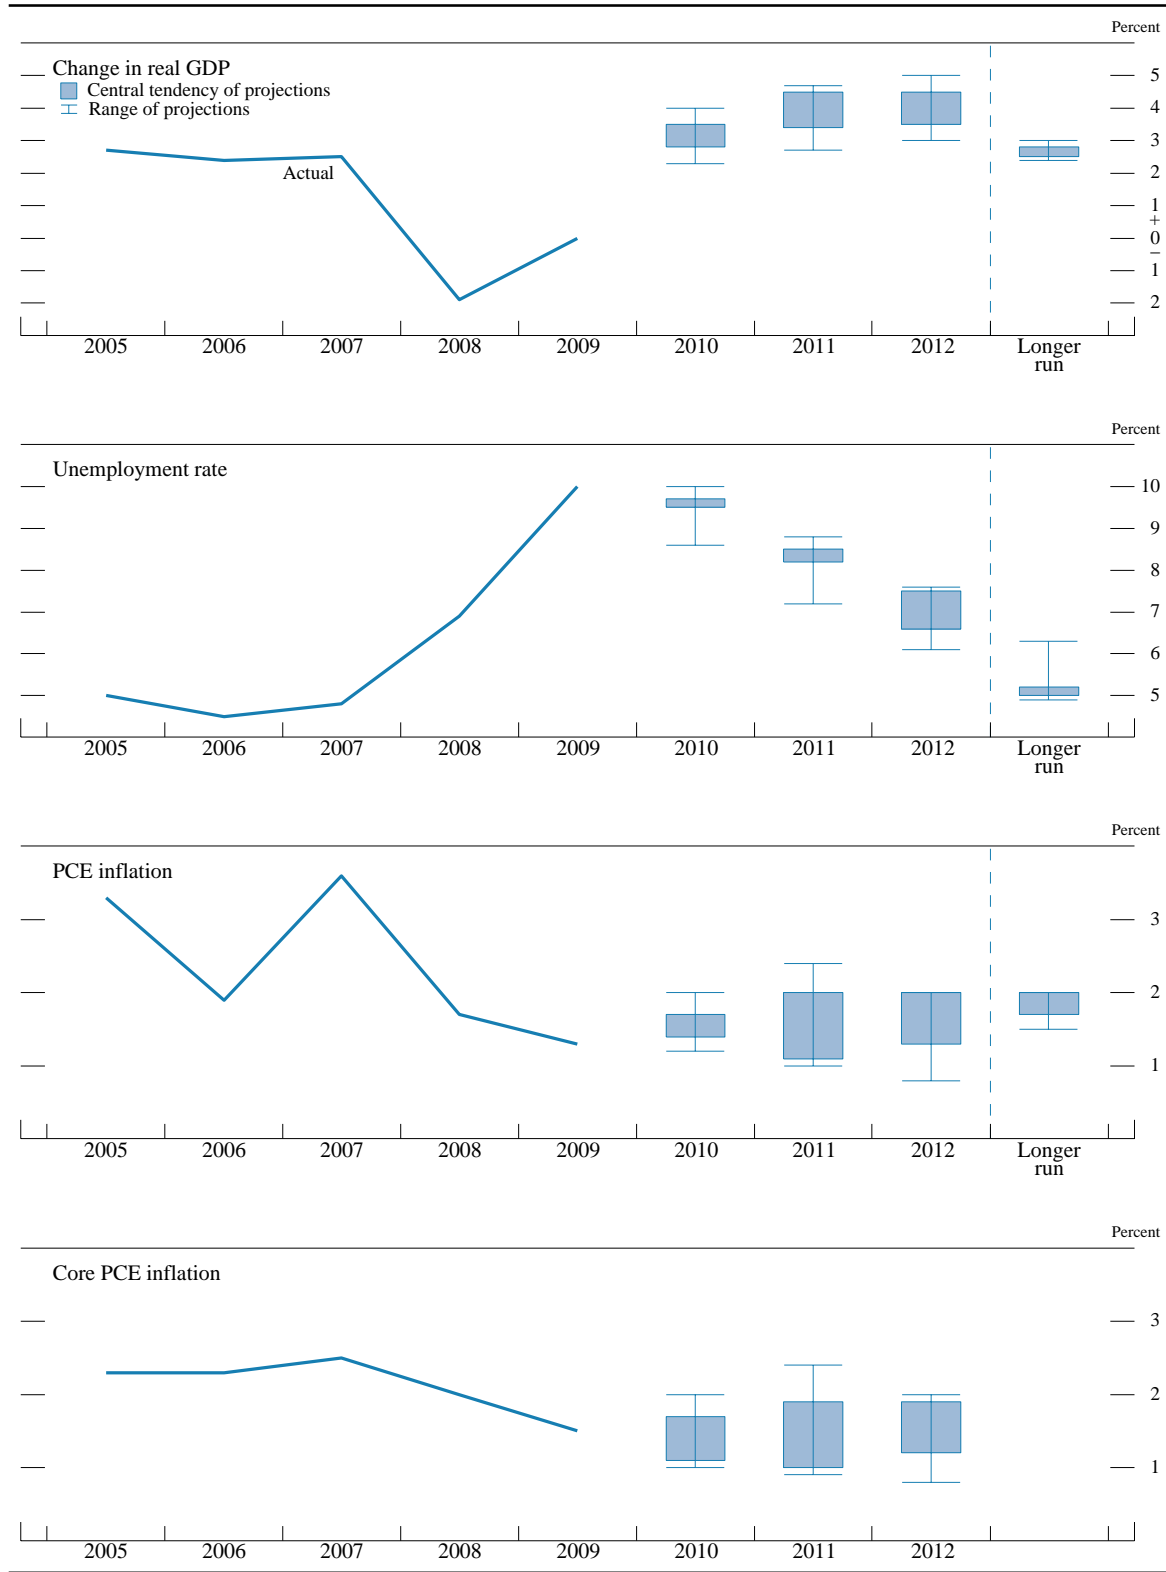 Percent
Change in real GDP
Central tendency of projections
Range of projections
Actual
5
4
3
2
1
+
0
−
1
2
2005 2006 2007 2008 2009 2010 2011 2012 Longer
run
Percent
Unemployment rate
10
9
8
7
6
5
2005 2006 2007 2008 2009 2010 2011 2012 Longer
run
Percent
PCE inflation
3
2
1
2005 2006 2007 2008 2009 2010 2011 2012 Longer
run
Percent
Core PCE inflation
3
2
1
2005 2006 2007 2008 2009 2010 2011 2012